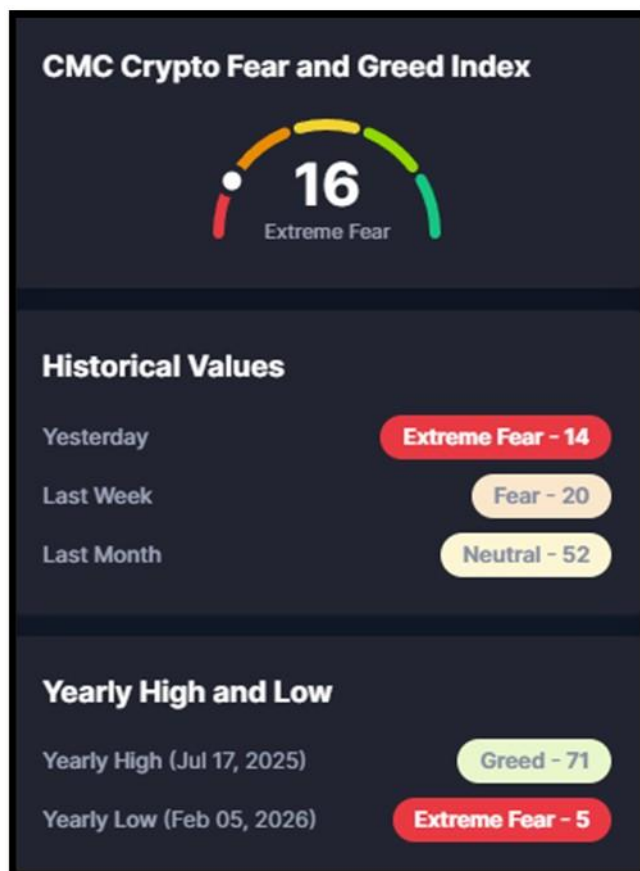 CMC Crypto Fear and Greed Index
16
Extreme Fear
Historical Values
Yesterday Extreme Fear - 14
Last Week Fear - 20
Last Month Neutral - 52
Yearly High and Low
Yearly High (Jul 17, 2025) Greed - 71
Yearly Low (Feb 05, 2026) Extreme Fear - 5